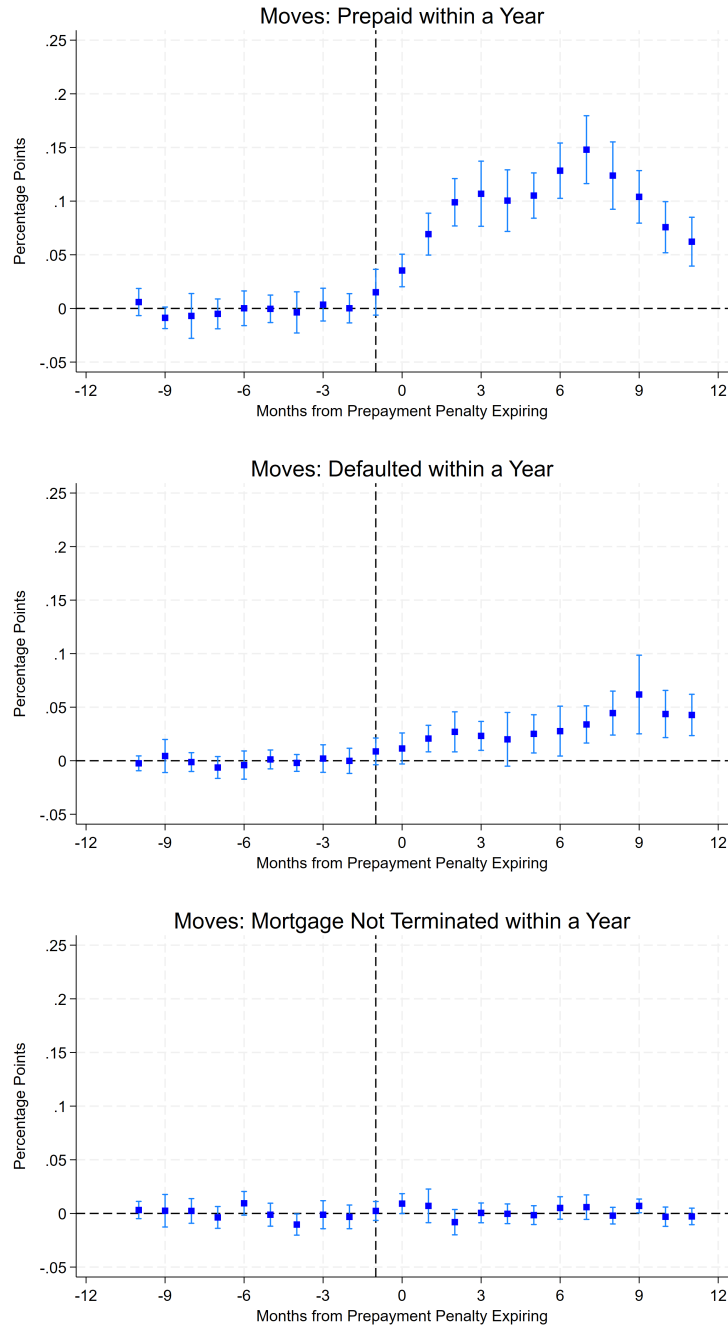 Moves: Prepaid within a Year
Percentage Points
.25
.2
.15
.1
.05
0
-.05
-12 -9 -6 -3 0 3 6 9 12
Months from Prepayment Penalty Expiring
Moves: Defaulted within a Year
Percentage Points
.25
.2
.15
.1
.05
0
-.05
-12 -9 -6 -3 0 3 6 9 12
Months from Prepayment Penalty Expiring
Moves: Mortgage Not Terminated within a Year
Percentage Points
.25
.2
.15
.1
.05
0
-.05
-12 -9 -6 -3 0 3 6 9 12
Months from Prepayment Penalty Expiring